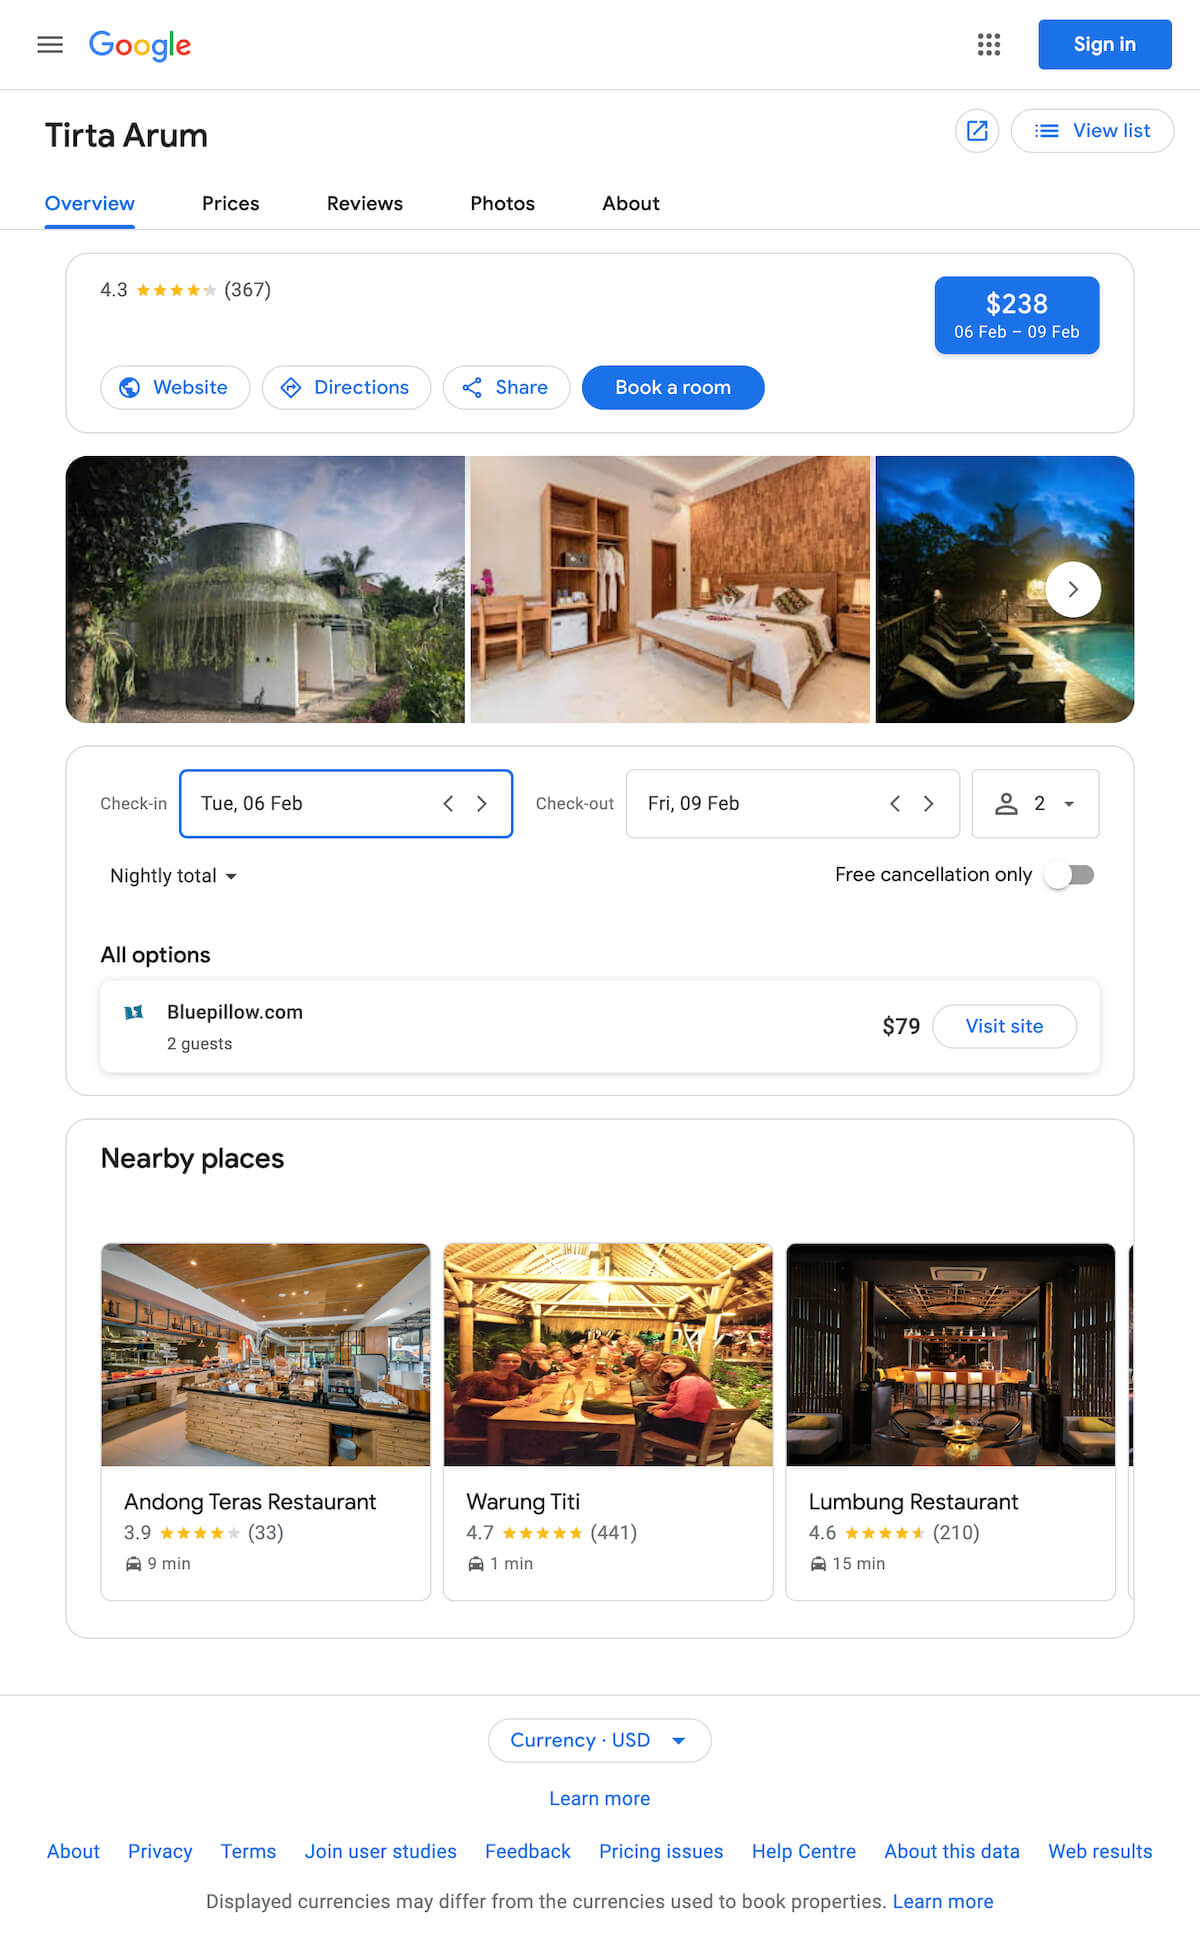 Google
Sign in
Tirta Arum
View list
Overview Prices Reviews Photos About
4.3 (367)
$238
06 Feb – 09 Feb
Website Directions Share Book a room
Check-in Tue, 06 Feb Check-out Fri, 09 Feb 2
Nightly total Free cancellation only
All options
Bluepillow.com
2 guests
$79 Visit site
Nearby places
Andong Teras Restaurant
3.9 (33)
9 min
Warung Titi
4.7 (441)
1 min
Lumbung Restaurant
4.6 (210)
15 min
Currency · USD
Learn more
About Privacy Terms Join user studies Feedback Pricing issues Help Centre About this data Web results
Displayed currencies may differ from the currencies used to book properties. Learn more